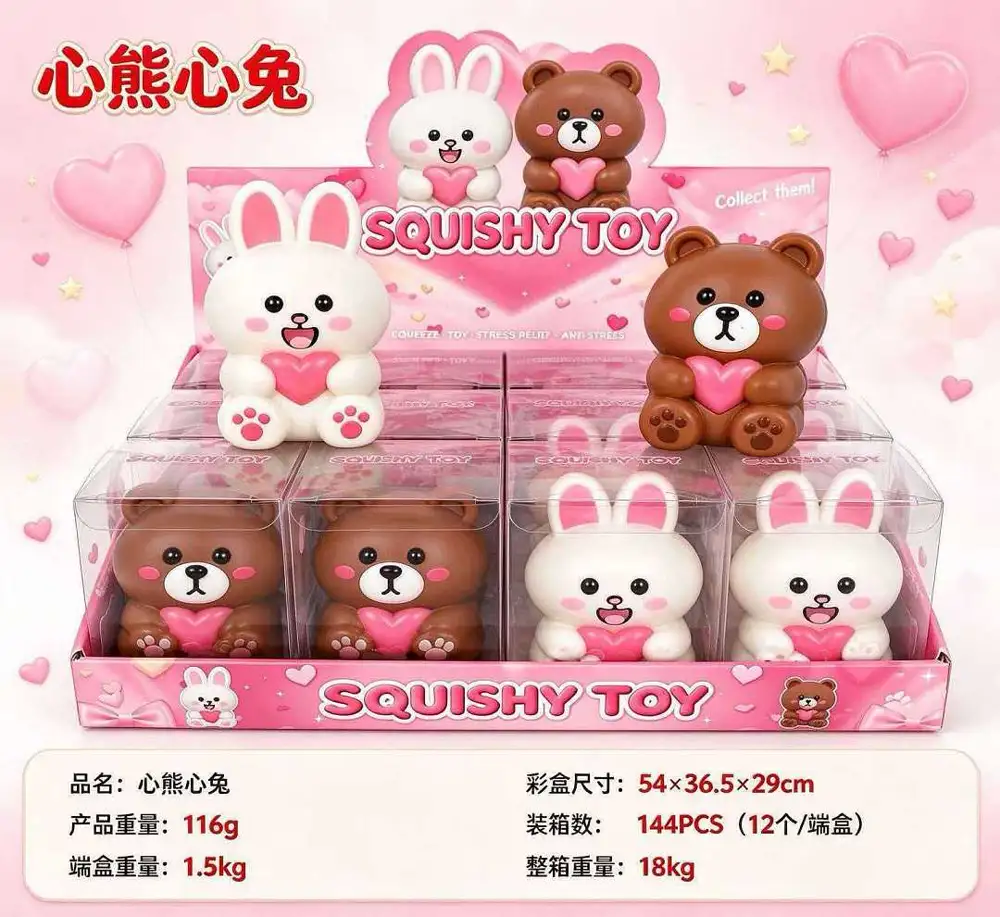 心熊心兔
Collect them!
SQUISHY TOY
SQUEEZE · TOY · STRESS RELIEF · ANTI STRESS
SQUISHY TOY
SQUISHY TOY
SQUISHY TOY
SQUISHY TOY
SQUISHY TOY
品名：心熊心兔
产品重量：116g
端盒重量：1.5kg
彩盒尺寸：54×36.5×29cm
装箱数：144PCS（12个/端盒）
整箱重量：18kg